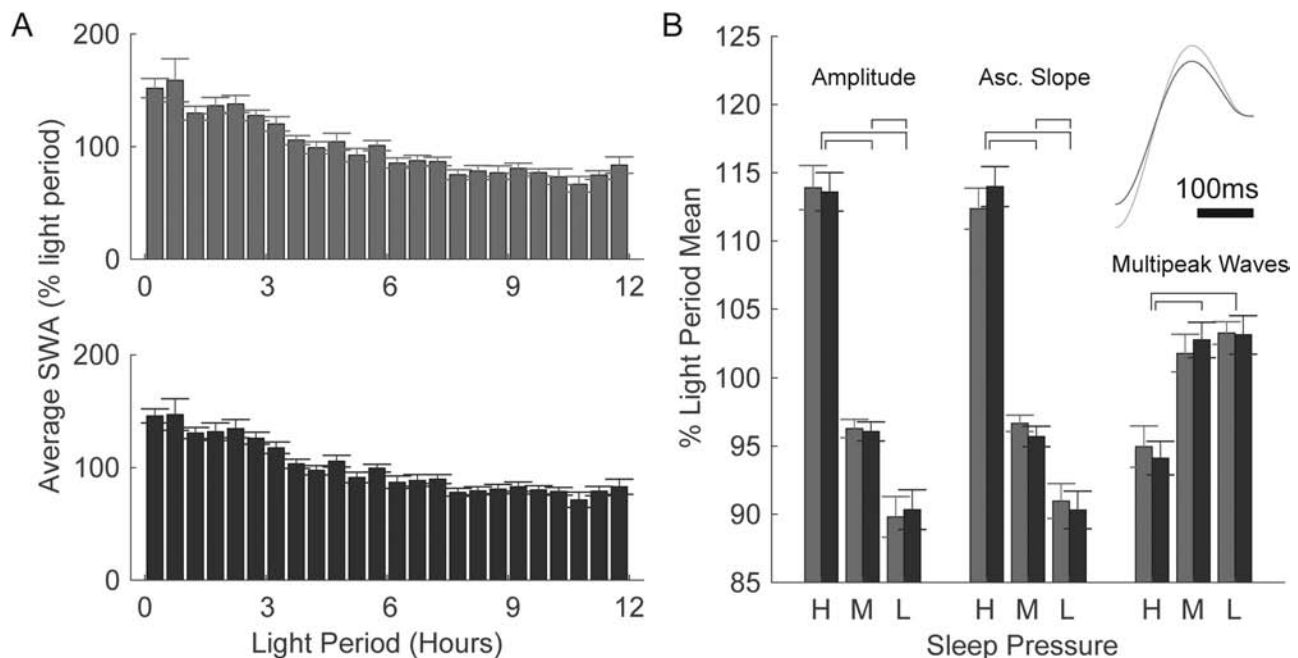 A
Average SWA (% light period)
200
100
0
0 3 6 9 12
200
100
0
0 3 6 9 12
Light Period (Hours)
B
% Light Period Mean
125
120
115
110
105
100
95
90
85
Amplitude
Asc. Slope
100ms
Multipeak Waves
H M L H M L H M L
Sleep Pressure